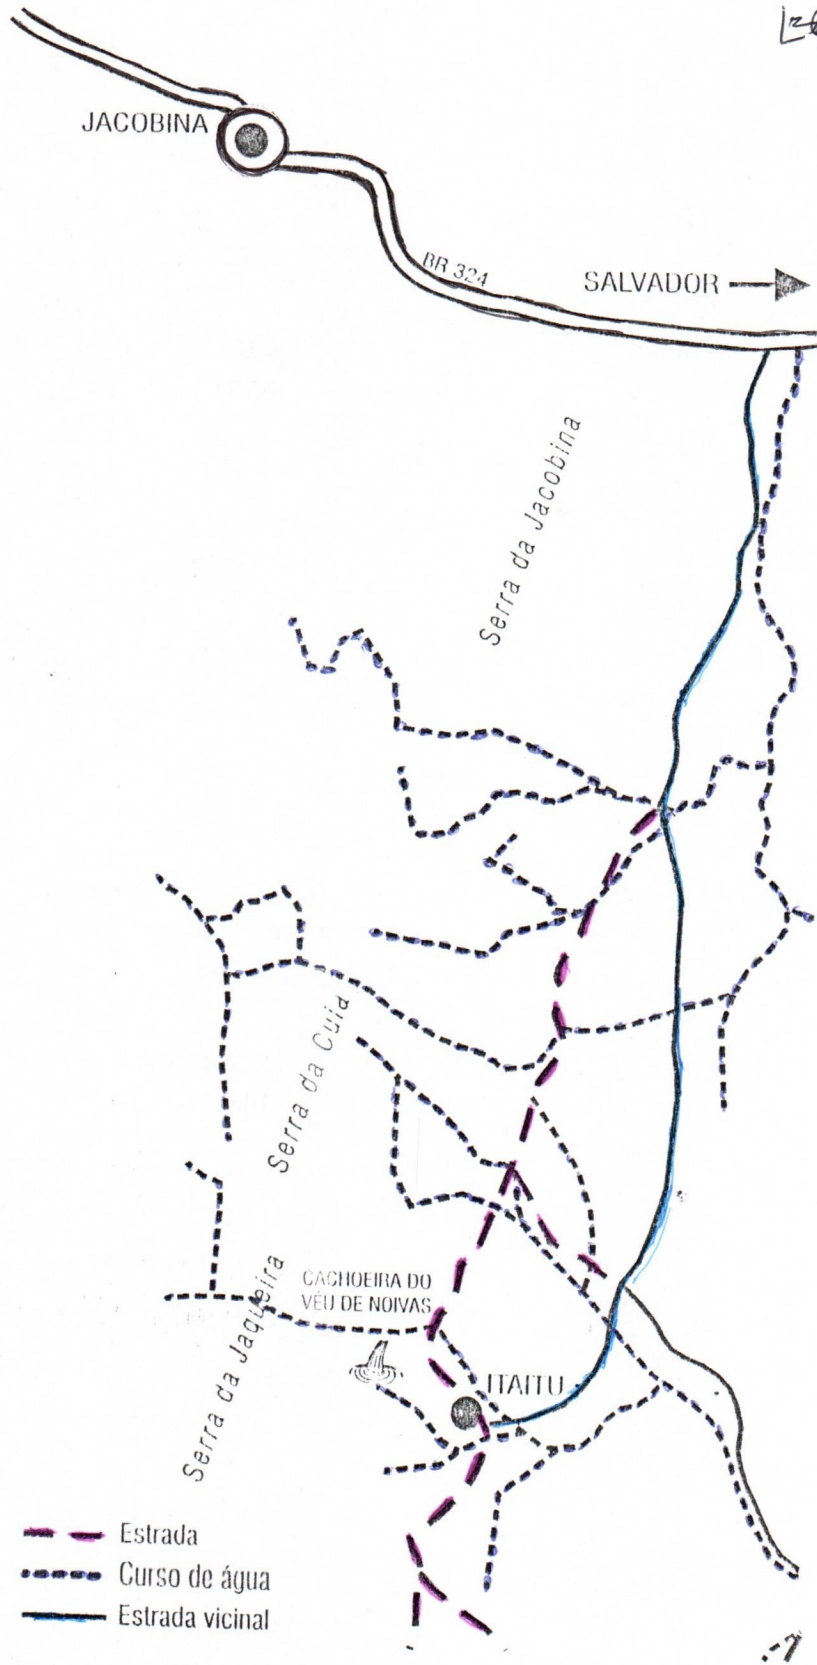 JACOBINA
BR 324
SALVADOR
Serra da Jacobina
Serra da Cuia
Serra da Jaqueira
CACHOEIRA DO
VÉU DE NOIVAS
ITAITU
Estrada
Curso de água
Estrada vicinal